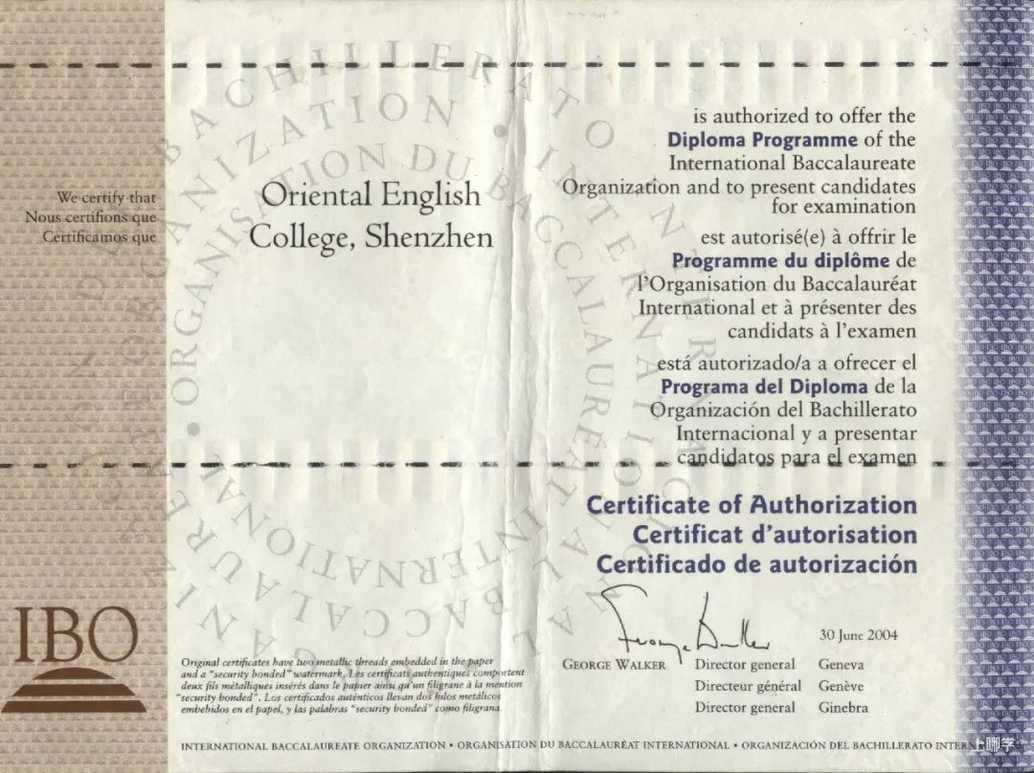 We certify that
Nous certifions que
Certificamos que
Oriental English
College, Shenzhen
is authorized to offer the
Diploma Programme of the
International Baccalaureate
Organization and to present candidates
for examination
est autorisé(e) à offrir le
Programme du diplôme de
l'Organisation du Baccalauréat
International et à présenter des
candidats à l'examen
está autorizado/a a ofrecer el
Programa del Diploma de la
Organización del Bachillerato
Internacional y a presentar
candidatos para el examen
Certificate of Authorization
Certificat d'autorisation
Certificado de autorización
George Walker
30 June 2004
GEORGE WALKER Director general Geneva
Directeur général Genève
Director general Ginebra
IBO
Original certificates have two metallic threads embedded in the paper
and a "security bonded" watermark. Les certificats authentiques comportent
deux fils métalliques insérés dans le papier ainsi qu'un filigrane à la mention
"security bonded". Los certificados auténticos llevan dos hilos metálicos
embebidos en el papel, y las palabras "security bonded" como filigrana.
INTERNATIONAL BACCALAUREATE ORGANIZATION • ORGANISATION DU BACCALAURÉAT INTERNATIONAL • ORGANIZACIÓN DEL BACHILLERATO INTERN
上哪学